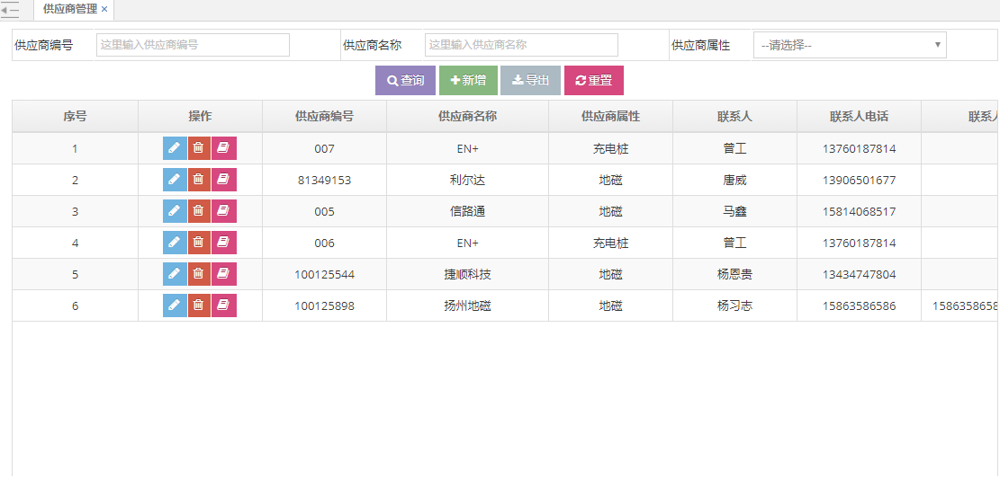 供应商管理 ×
供应商编号 这里输入供应商编号 供应商名称 这里输入供应商名称 供应商属性 --请选择--
查询 新增 导出 重置
序号 操作 供应商编号 供应商名称 供应商属性 联系人 联系人电话 联系人
1 007 EN+ 充电桩 曾工 13760187814
2 81349153 利尔达 地磁 唐威 13906501677
3 005 信路通 地磁 马鑫 15814068517
4 006 EN+ 充电桩 曾工 13760187814
5 100125544 捷顺科技 地磁 杨恩贵 13434747804
6 100125898 扬州地磁 地磁 杨习志 15863586586 1586358658